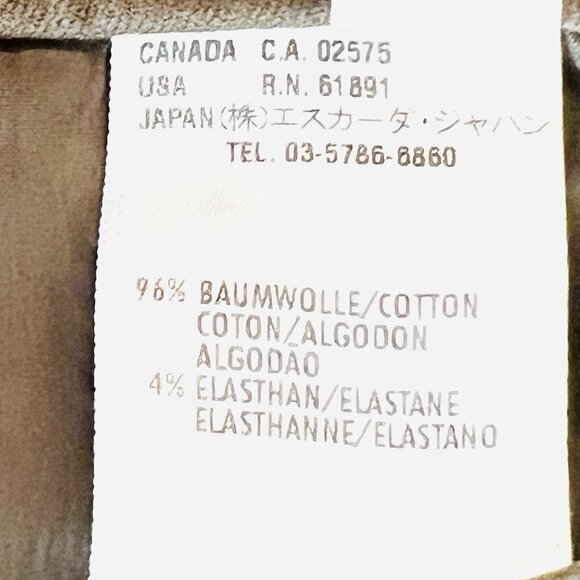 CANADA C.A. 02575
USA R.N. 61891
JAPAN (株)エスカーダ・ジャパン
TEL. 03-5786-6860
96% BAUMWOLLE/COTTON
COTON/ALGODON
ALGODÃO
4% ELASTHAN/ELASTANE
ELASTHANNE/ELASTANO